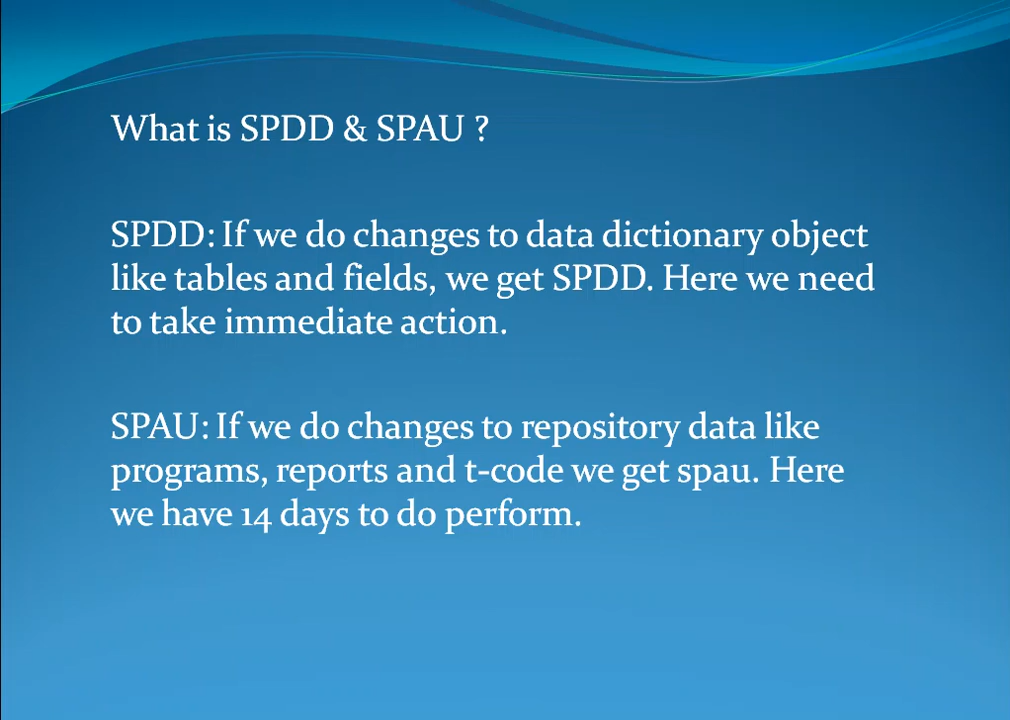 What is SPDD & SPAU ?
SPDD: If we do changes to data dictionary object
like tables and fields, we get SPDD. Here we need
to take immediate action.
SPAU: If we do changes to repository data like
programs, reports and t-code we get spau. Here
we have 14 days to do perform.